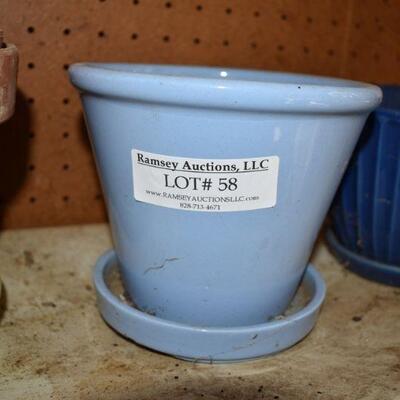 Ramsey Auctions, LLC
LOT# 58
www.RAMSEYAUCTIONSLLC.com
828-713-4671